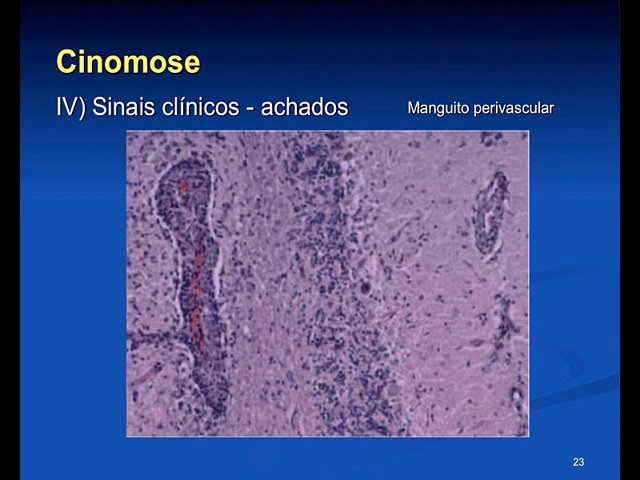 Cinomose
IV) Sinais clínicos - achados
Manguito perivascular
23